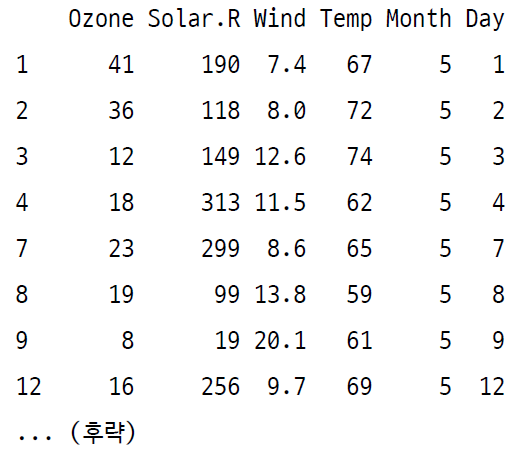 Ozone Solar.R Wind Temp Month Day
1 41 190 7.4 67 5 1
2 36 118 8.0 72 5 2
3 12 149 12.6 74 5 3
4 18 313 11.5 62 5 4
7 23 299 8.6 65 5 7
8 19 99 13.8 59 5 8
9 8 19 20.1 61 5 9
12 16 256 9.7 69 5 12
... (후략)